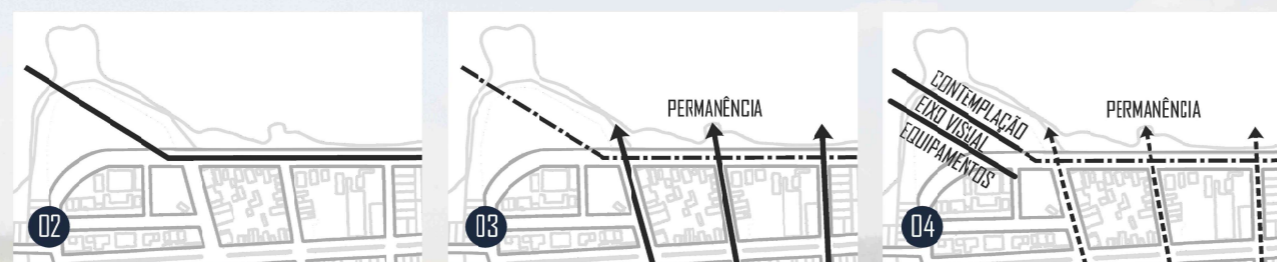 02
PERMANÊNCIA
03
CONTEMPLAÇÃO
EIXO VISUAL
EQUIPAMENTOS
PERMANÊNCIA
04